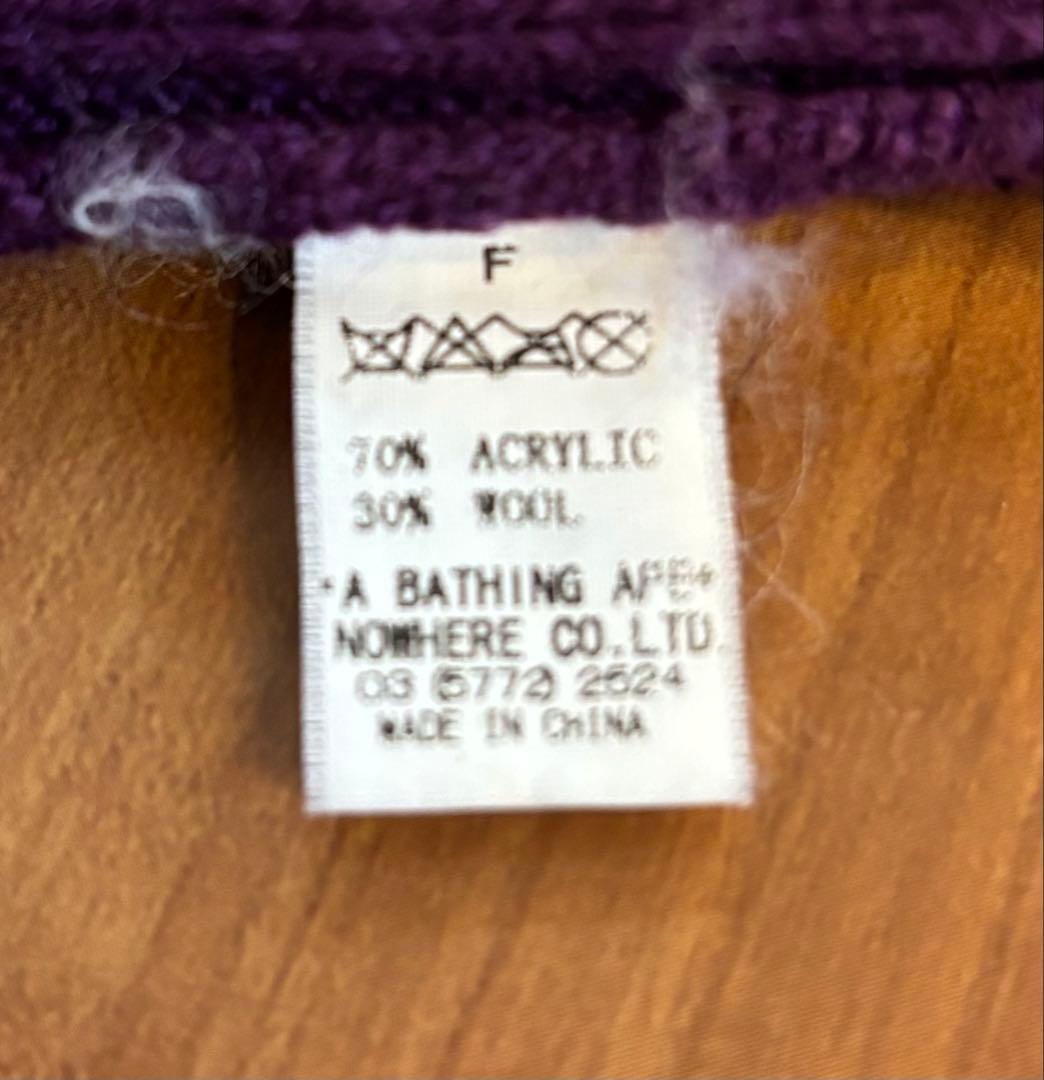 F
70% ACRYLIC
30% WOOL
·A BATHING APE·
NOWHERE CO.LTD.
03 (5772) 2524
MADE IN CHINA